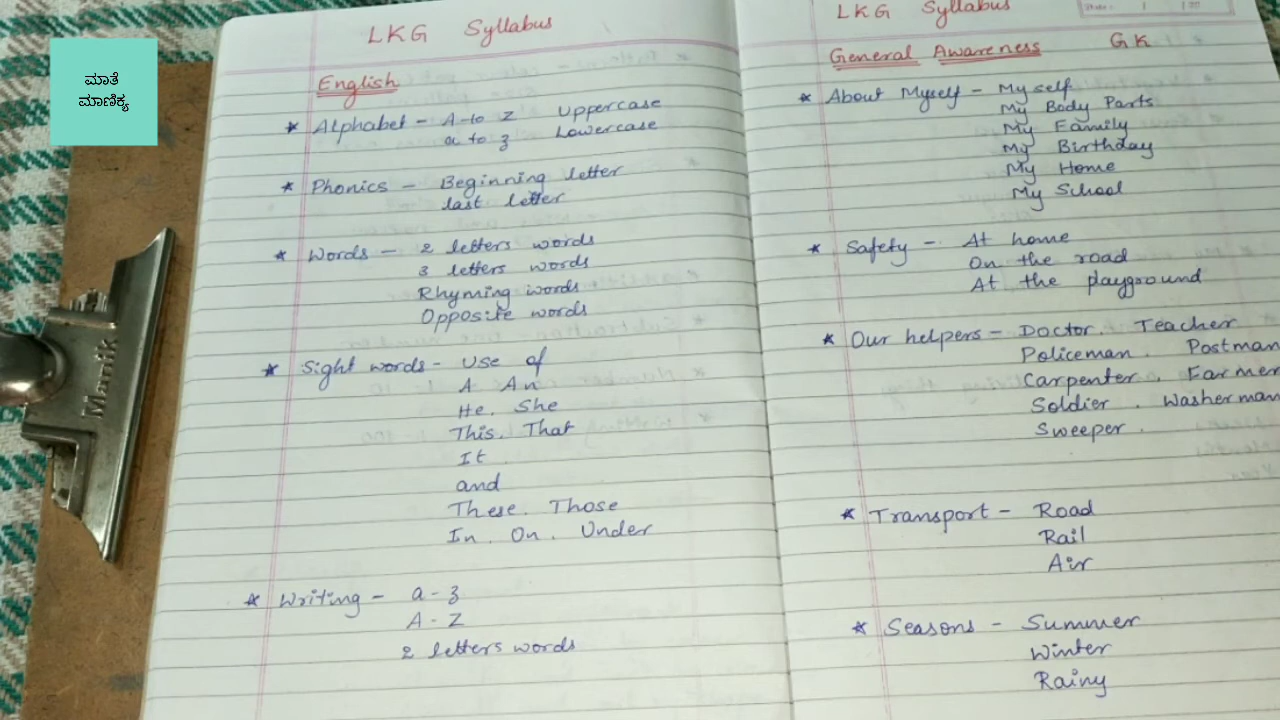 ಮಾತೆ
ಮಾಣಿಕ್ಯ
Manik
LKG Syllabus
English
* Alphabet - A to Z Uppercase
a to z Lowercase
* Phonics - Beginning letter
last letter
* Words - 2 letters words
3 letters words
Rhyming words
Opposite words
* Sight words - Use of
A An
He. She
This. That
It
and
These. Those
In. On. Under
* Writing - a - z
A - Z
2 letters words
LKG Syllabus
General Awareness GK
* About Myself - My self
My Body Parts
My Family
My Birthday
My Home
My School
* Safety - At home
On the road
At the playground
* Our helpers - Doctor. Teacher
Policeman. Postman
Carpenter. Farmer
Soldier. Washerman
Sweeper.
* Transport - Road
Rail
Air
* Seasons - Summer
Winter
Rainy